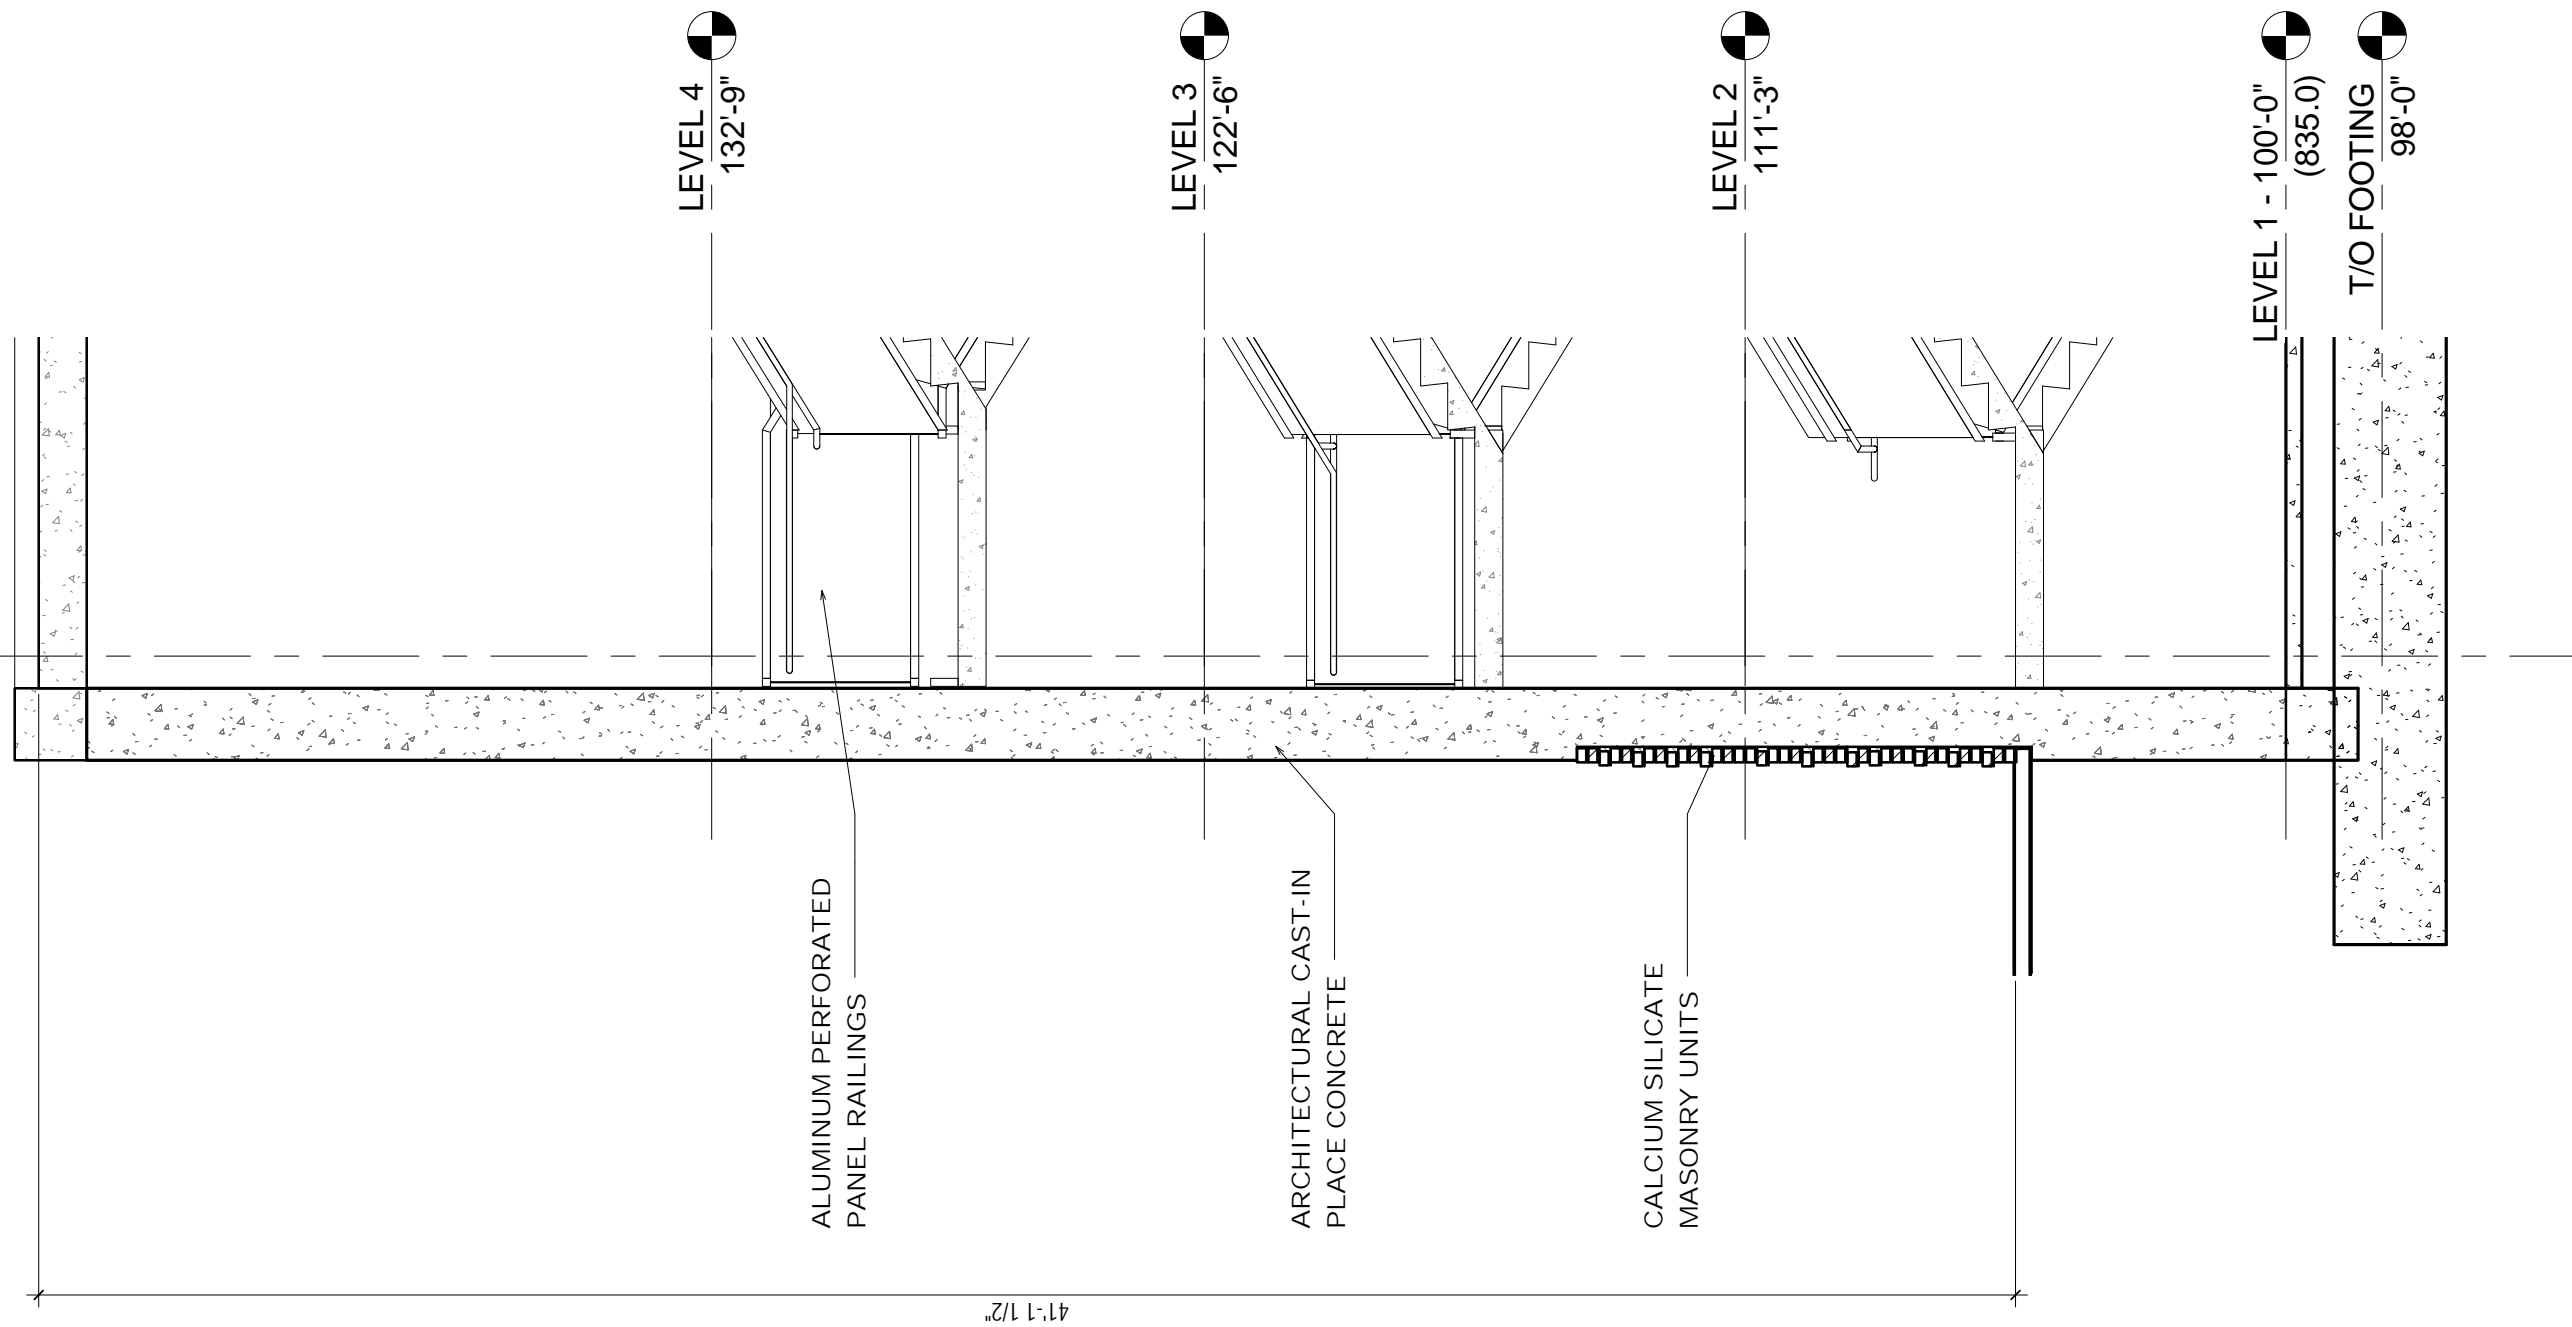 LEVEL 4
132'-9"
LEVEL 3
122'-6"
LEVEL 2
111'-3"
LEVEL 1 - 100'-0"
(835.0)
T/O FOOTING
98'-0"
ALUMINUM PERFORATED
PANEL RAILINGS
ARCHITECTURAL CAST-IN
PLACE CONCRETE
CALCIUM SILICATE
MASONRY UNITS
41'-1 1/2"